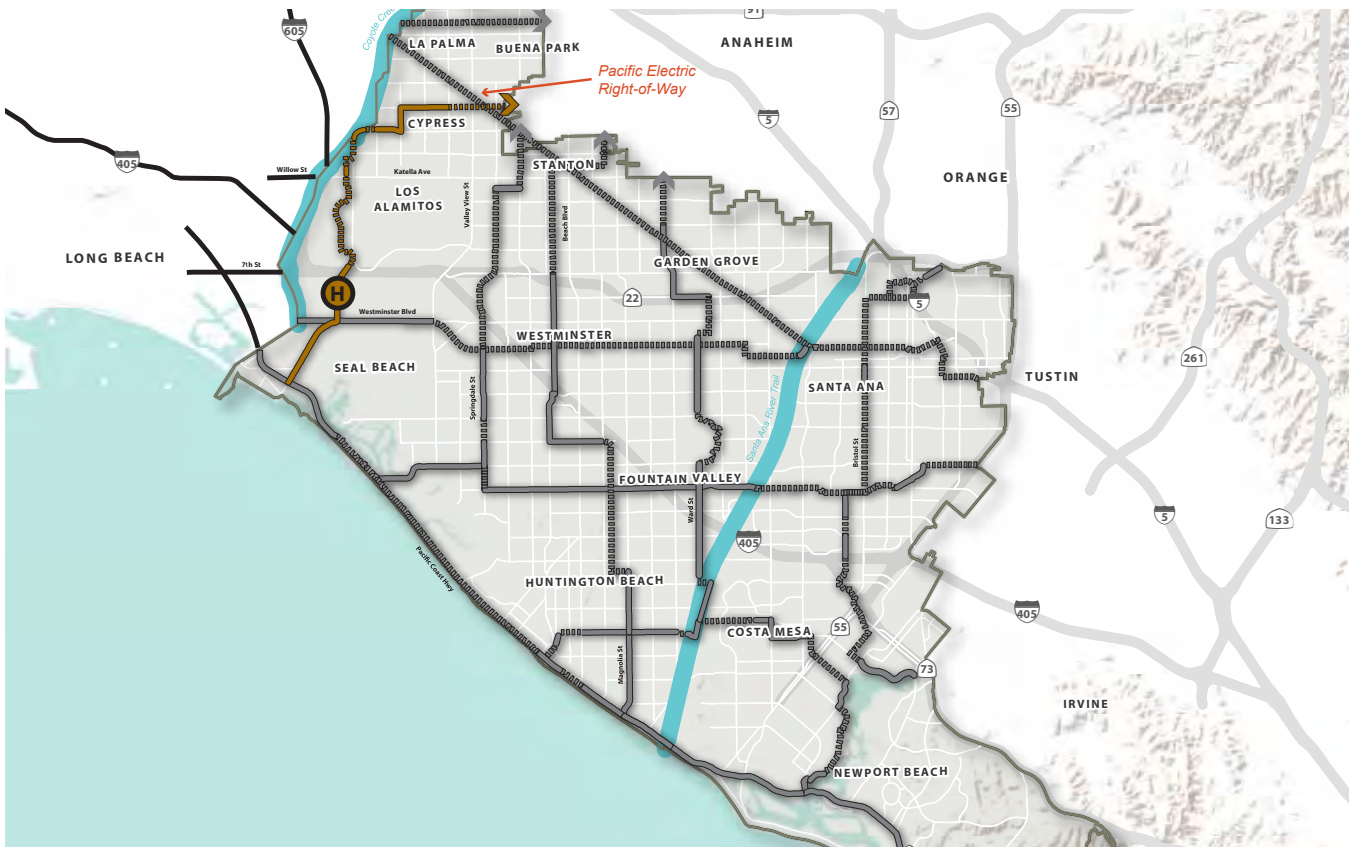 605
Coyote Cree
LA PALMA
BUENA PARK
91
ANAHEIM
Pacific Electric
Right-of-Way
CYPRESS
5
57
55
405
Willow St
Katella Ave
STANTON
LOS
ALAMITOS
Valley View St
Beach Blvd
ORANGE
LONG BEACH
7th St
GARDEN GROVE
22
H
5
Westminster Blvd
WESTMINSTER
SEAL BEACH
Springdale St
261
TUSTIN
SANTA ANA
Santa Ana River Trail
Bristol St
FOUNTAIN VALLEY
Ward St
5
133
405
Pacific Coast Hwy
HUNTINGTON BEACH
COSTA MESA
55
405
Magnolia St
73
IRVINE
NEWPORT BEACH